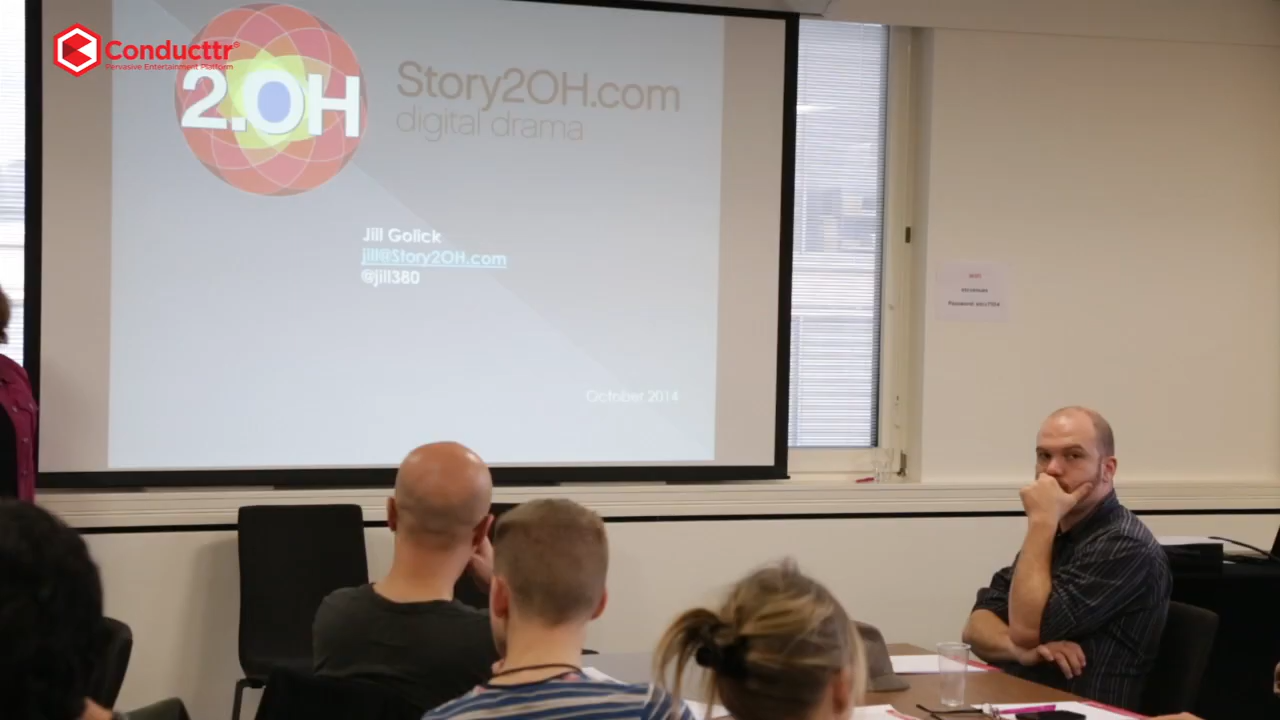 Conducttr®
Pervasive Entertainment Platform
2.OH
Story2OH.com
digital drama
Jill Golick
jill@Story2OH.com
@jill380
October 2014